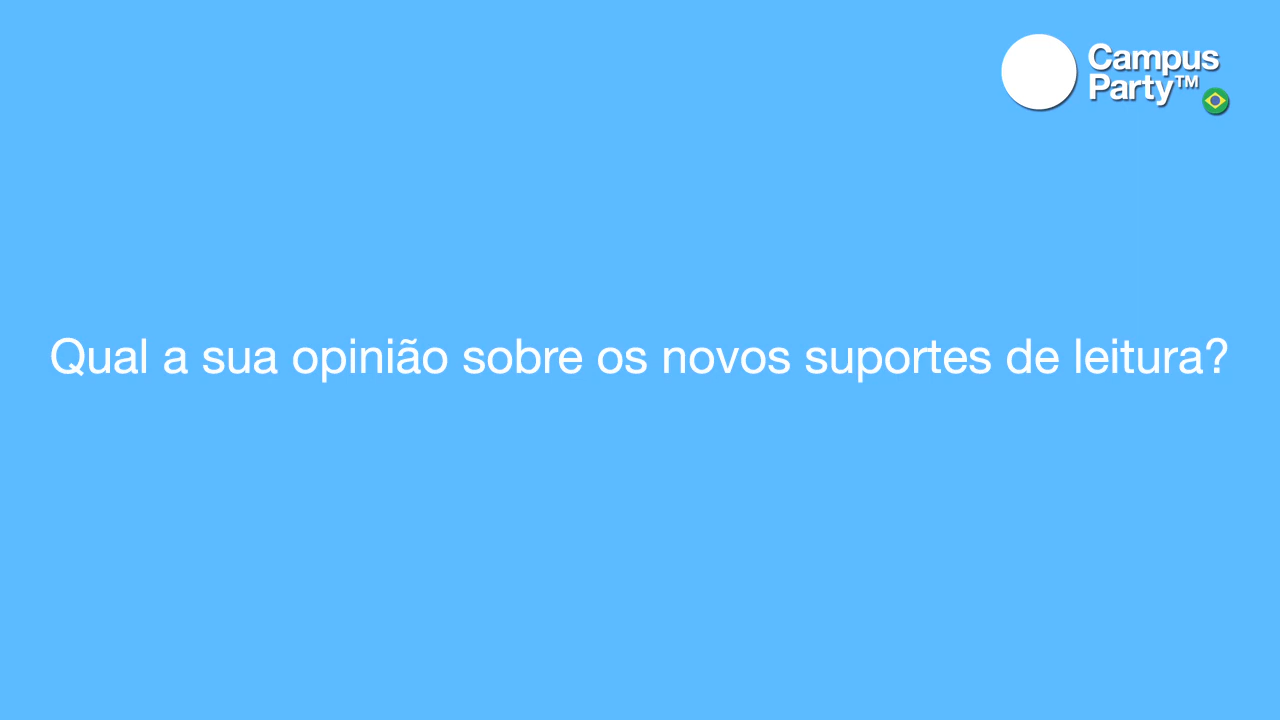 Campus
Party™
Qual a sua opinião sobre os novos suportes de leitura?